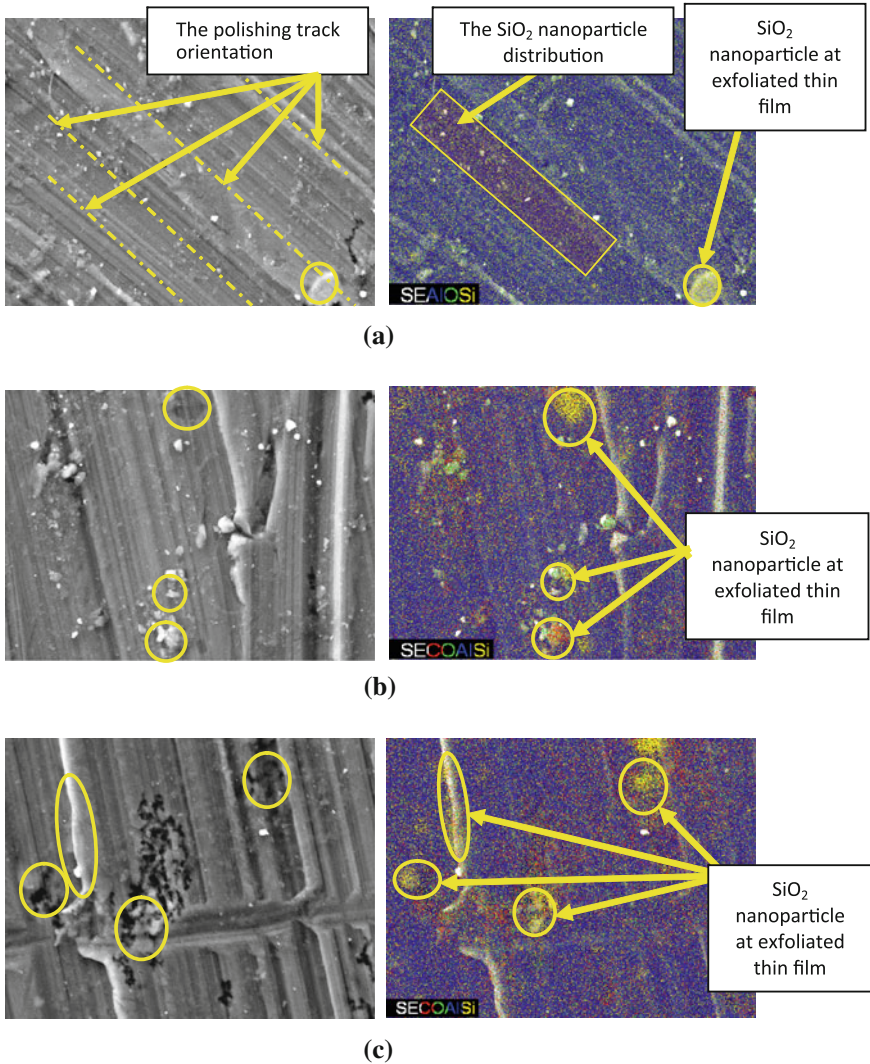 The polishing track
orientation
The SiO₂ nanoparticle
distribution
SiO₂
nanoparticle at
exfoliated thin
film
SEAlOSi
(a)
SiO₂
nanoparticle at
exfoliated thin
film
SECOAlSi
(b)
SiO₂
nanoparticle
at exfoliated
thin film
SECOAlSi
(c)